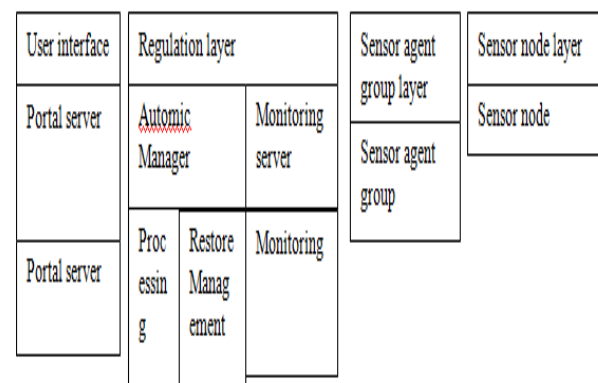 User interface
Portal server
Portal server
Regulation layer
Automic
Manager
Monitoring
server
Proc
essin
g
Restore
Manag
ement
Monitoring
Sensor agent
group layer
Sensor agent
group
Sensor node layer
Sensor node